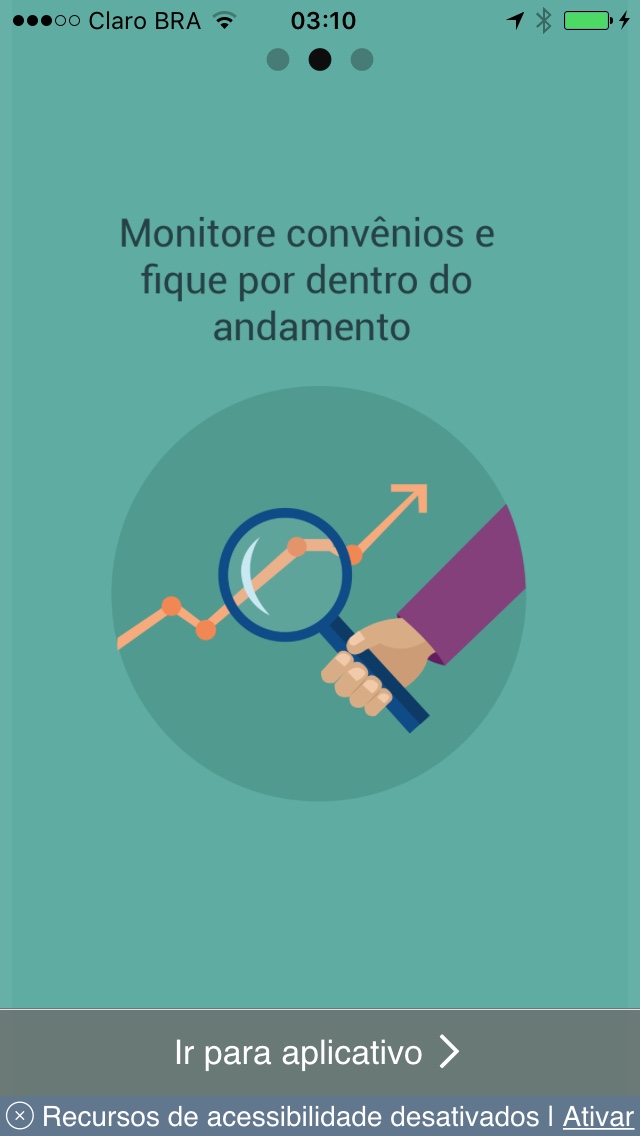 Claro BRA 03:10
Monitore convênios e
fique por dentro do
andamento
Ir para aplicativo
Recursos de acessibilidade desativados | Ativar